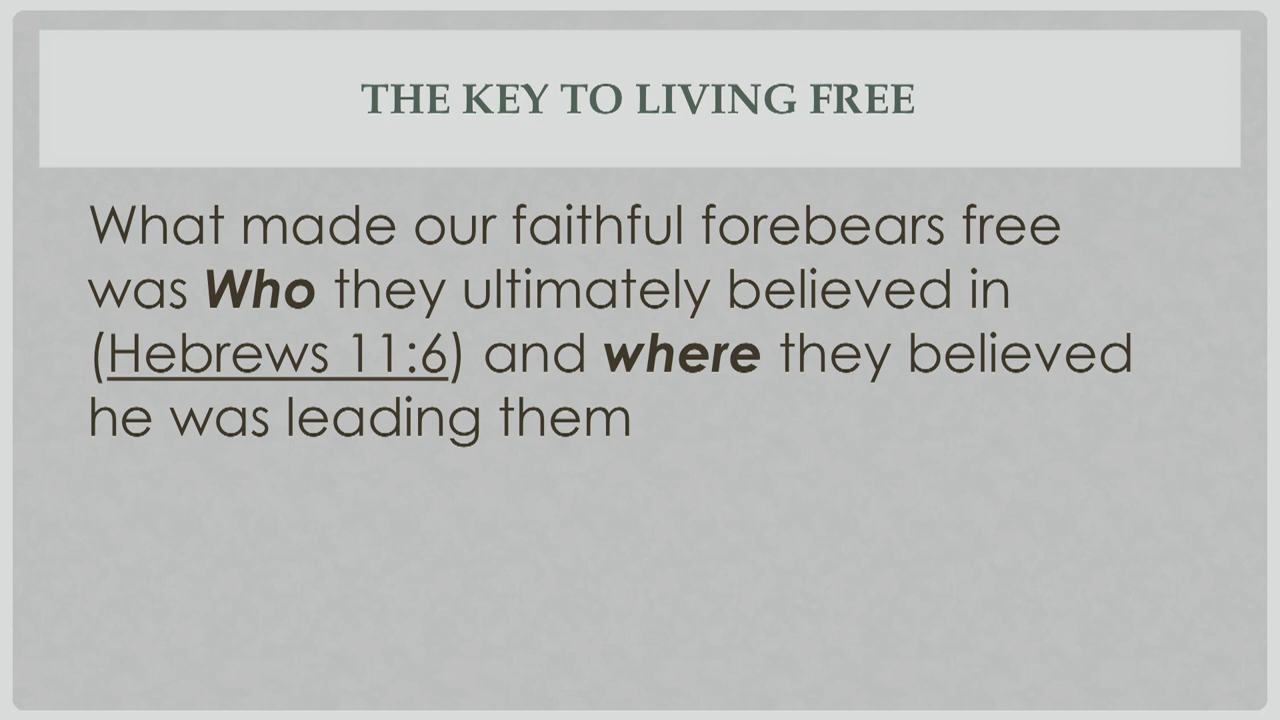 THE KEY TO LIVING FREE
What made our faithful forebears free
was Who they ultimately believed in
(Hebrews 11:6) and where they believed
he was leading them